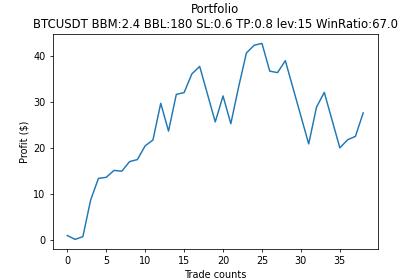 Portfolio
BTCUSDT BBM:2.4 BBL:180 SL:0.6 TP:0.8 lev:15 WinRatio:67.0
40
30
20
10
0
Profit ($)
0 5 10 15 20 25 30 35
Trade counts